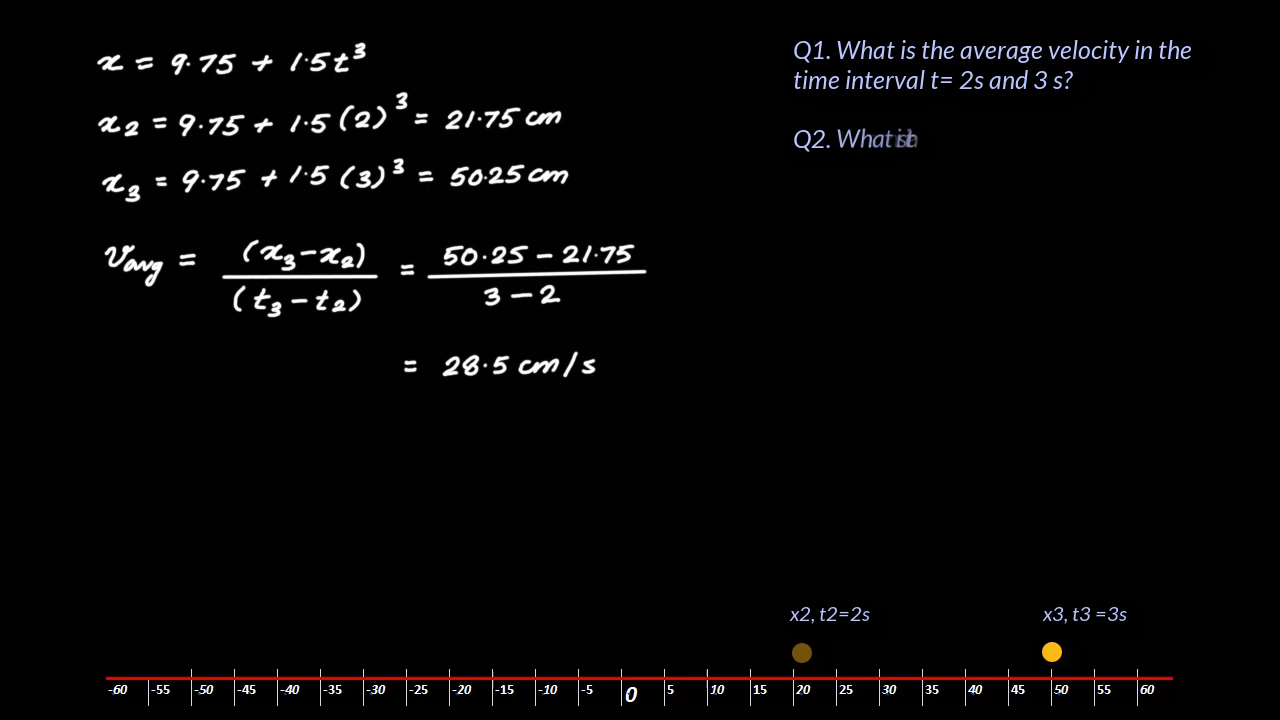 x = 9.75 + 1.5t³
x₂ = 9.75 + 1.5 (2)³ = 21.75 cm
x₃ = 9.75 + 1.5 (3)³ = 50.25 cm
v_avg = (x₃ - x₂) / (t₃ - t₂) = 50.25 - 21.75 / 3 - 2
= 28.5 cm/s
Q1. What is the average velocity in the
time interval t= 2s and 3 s?
Q2. What
x2, t2=2s x3, t3 =3s
-60 -55 -50 -45 -40 -35 -30 -25 -20 -15 -10 -5 0 5 10 15 20 25 30 35 40 45 50 55 60